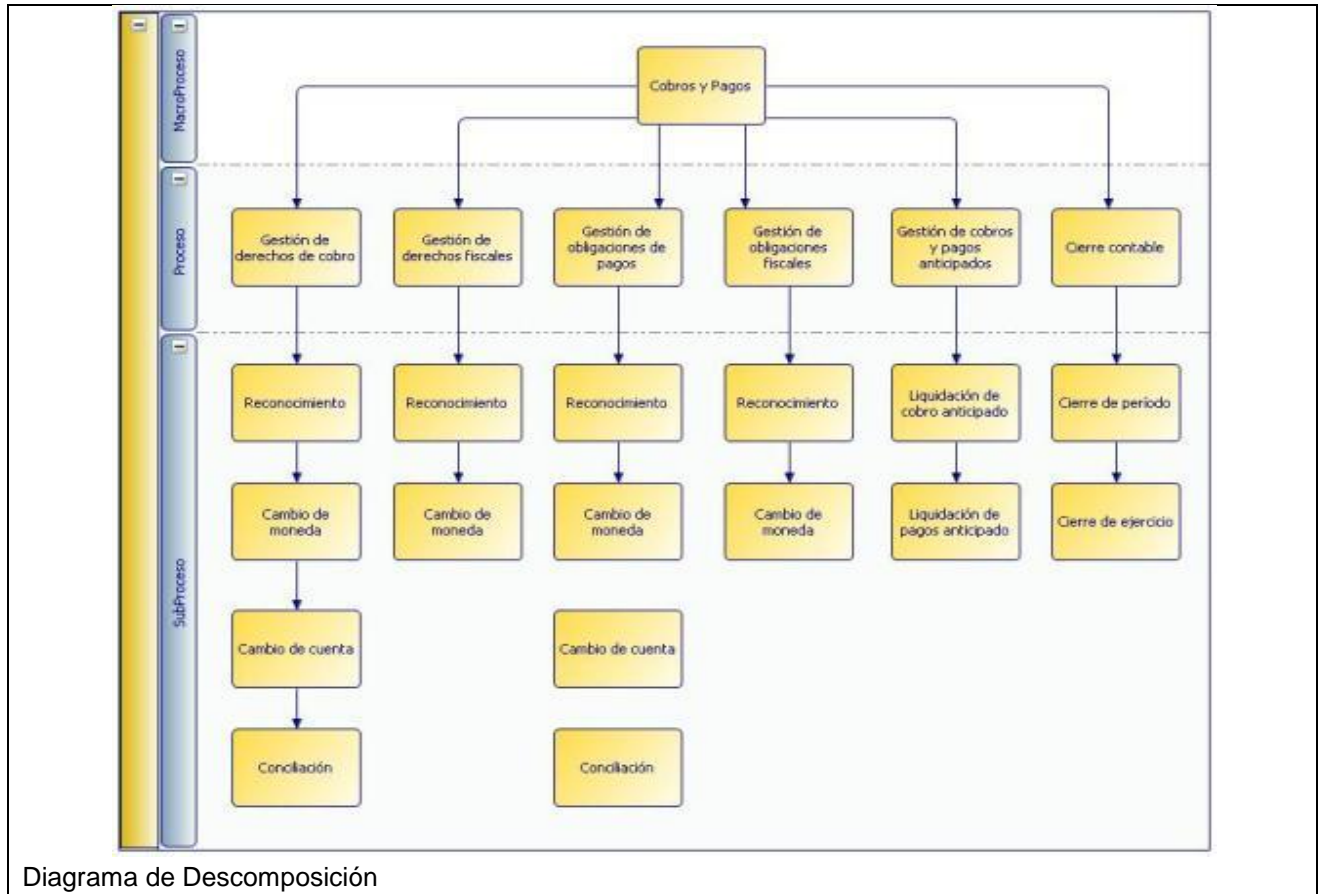 MacroProceso
Cobros y Pagos
Proceso
Gestión de
derechos de cobro
Gestión de
derechos fiscales
Gestión de
obligaciones de
pagos
Gestión de
obligaciones
fiscales
Gestión de cobros
y pagos
anticipados
Cierre contable
SubProceso
Reconocimiento
Reconocimiento
Reconocimiento
Reconocimiento
Liquidación de
cobro anticipado
Cierre de período
Cambio de
moneda
Cambio de
moneda
Cambio de
moneda
Cambio de
moneda
Liquidación de
pagos anticipado
Cierre de ejercicio
Cambio de cuenta
Cambio de cuenta
Conciliación
Conciliación
Diagrama de Descomposición